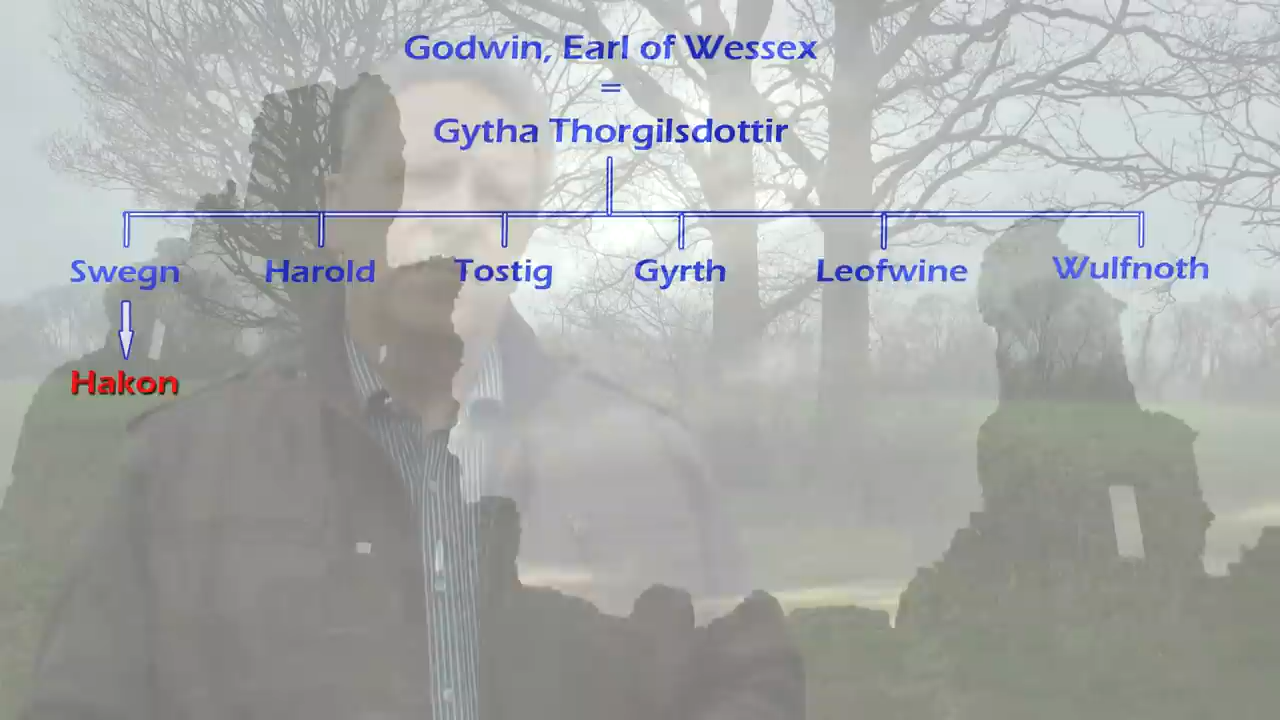 Godwin, Earl of Wessex
=
Gytha Thorgilsdottir
Swegn Harold Tostig Gyrth Leofwine Wulfnoth
Hakon